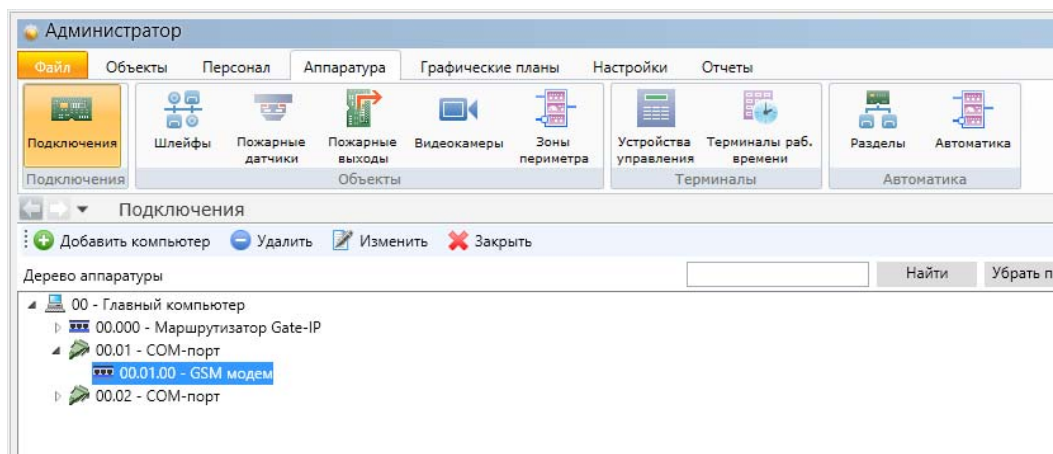 Администратор
Файл Объекты Персонал Аппаратура Графические планы Настройки Отчеты
Подключения Шлейфы Пожарные датчики Пожарные выходы Видеокамеры Зоны периметра Устройства управления Терминалы раб. времени Разделы Автоматика
Подключения Объекты Терминалы Автоматика
Подключения
Добавить компьютер Удалить Изменить Закрыть
Дерево аппаратуры Найти Убрать п
00 - Главный компьютер
00.000 - Маршрутизатор Gate-IP
00.01 - COM-порт
00.01.00 - GSM модем
00.02 - COM-порт